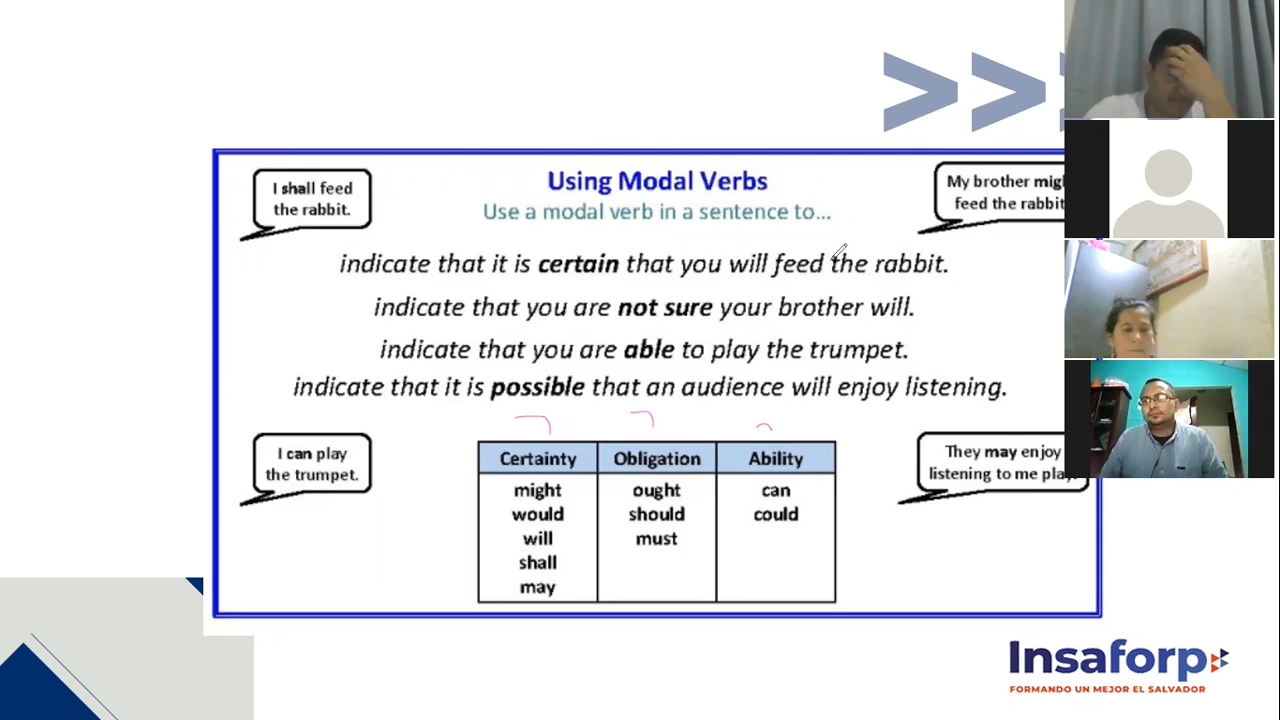 Using Modal Verbs
Use a modal verb in a sentence to...
I shall feed
the rabbit.
My brother
feed the rabbit
indicate that it is certain that you will feed the rabbit.
indicate that you are not sure your brother will.
indicate that you are able to play the trumpet.
indicate that it is possible that an audience will enjoy listening.
I can play
the trumpet.
They may enjoy
listening to me play.
Certainty Obligation Ability
might ought can
would should could
will must
shall
may
Insaforp
FORMANDO UN MEJOR EL SALVADOR